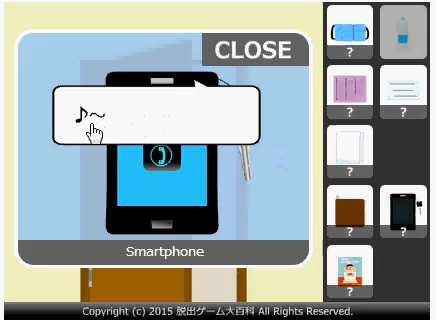 CLOSE
♪～
Smartphone
?
?
?
?
?
?
?
Copyright (c) 2015 脱出ゲーム大百科 All Rights Reserved.